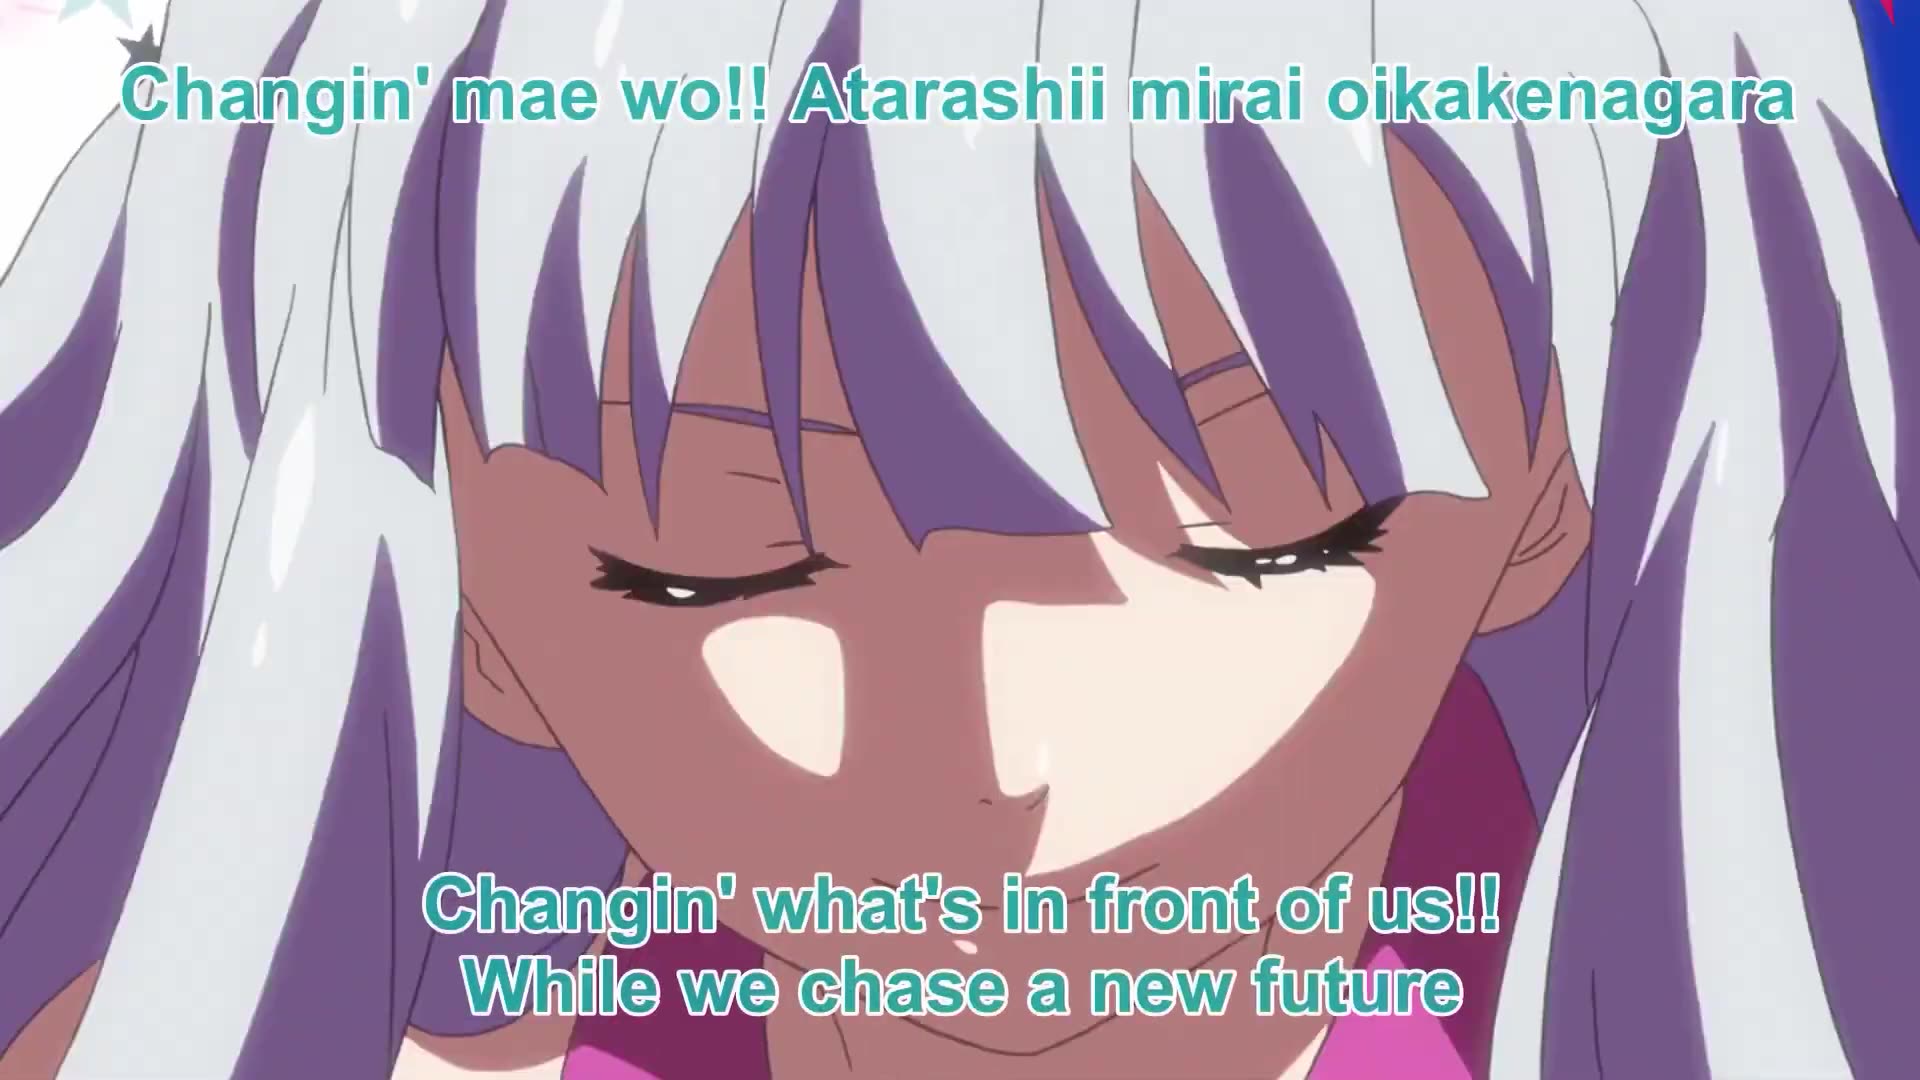 Changin' mae wo!! Atarashii mirai oikakenagara
Changin' what's in front of us!!
While we chase a new future